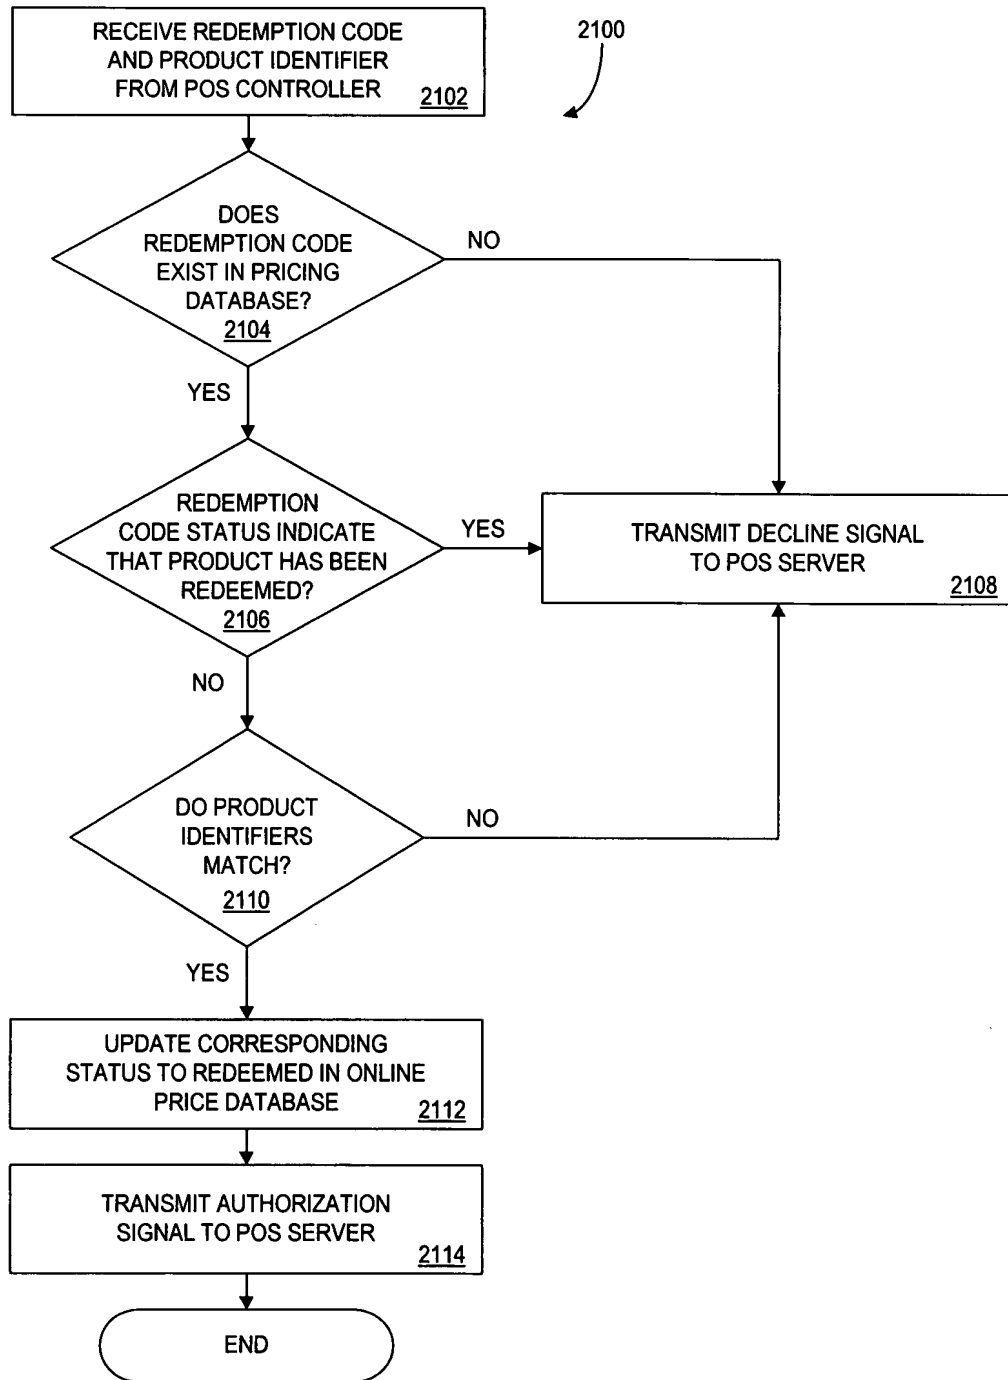 RECEIVE REDEMPTION CODE
AND PRODUCT IDENTIFIER
FROM POS CONTROLLER
2102
2100
DOES
REDEMPTION CODE
EXIST IN PRICING
DATABASE?
2104
NO
YES
REDEMPTION
CODE STATUS INDICATE
THAT PRODUCT HAS BEEN
REDEEMED?
2106
YES
TRANSMIT DECLINE SIGNAL
TO POS SERVER
2108
NO
DO PRODUCT
IDENTIFIERS
MATCH?
2110
NO
YES
UPDATE CORRESPONDING
STATUS TO REDEEMED IN ONLINE
PRICE DATABASE
2112
TRANSMIT AUTHORIZATION
SIGNAL TO POS SERVER
2114
END